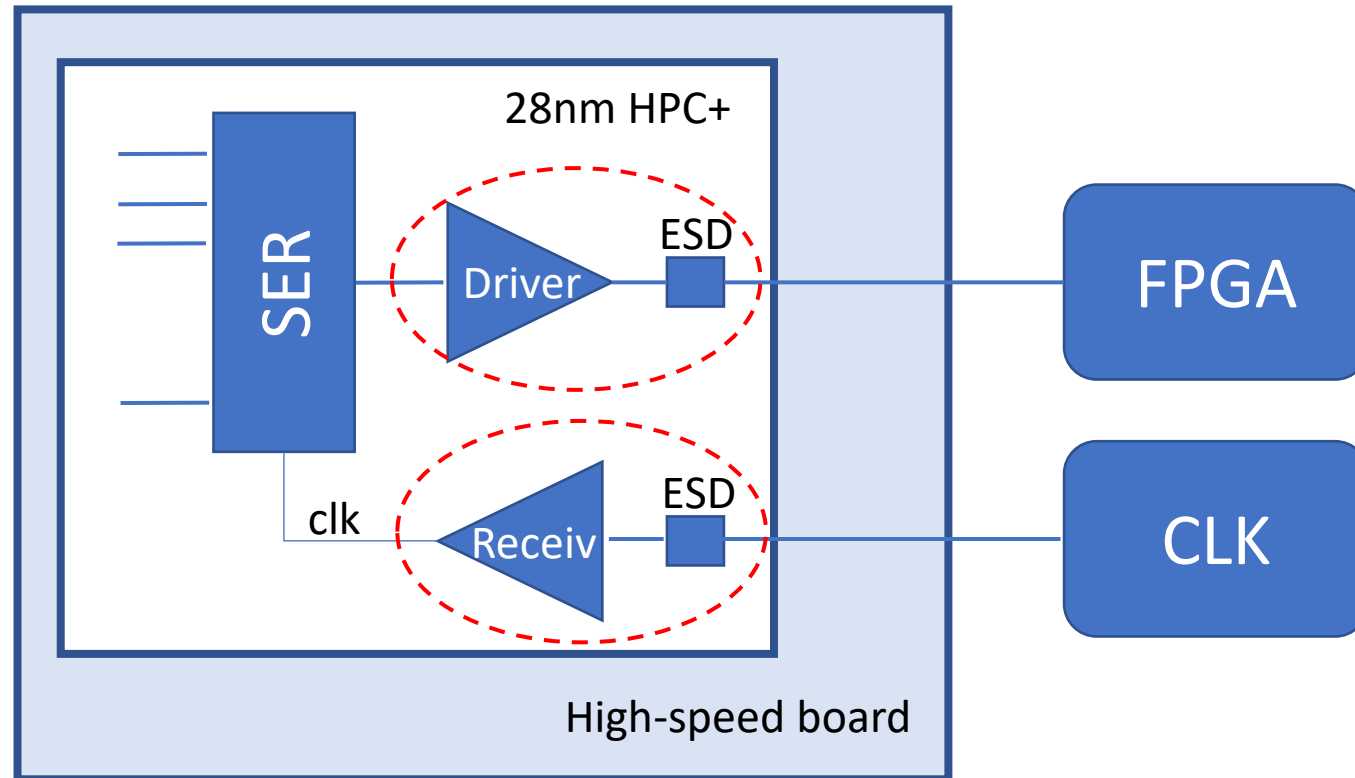 28nm HPC+
SER
Driver
ESD
FPGA
clk
Receiv
ESD
CLK
High-speed board